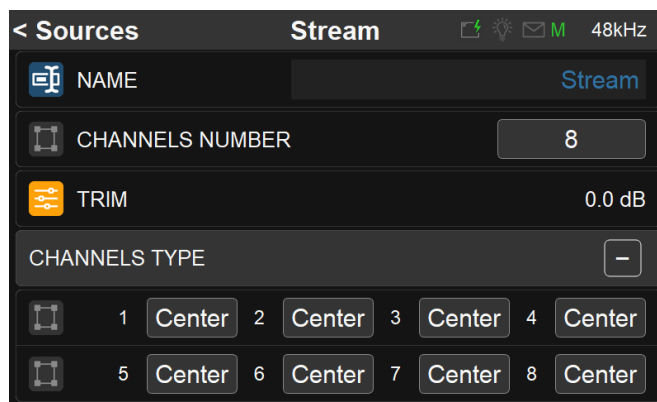 < Sources Stream M 48kHz
NAME Stream
CHANNELS NUMBER 8
TRIM 0.0 dB
CHANNELS TYPE −
1 Center 2 Center 3 Center 4 Center
5 Center 6 Center 7 Center 8 Center